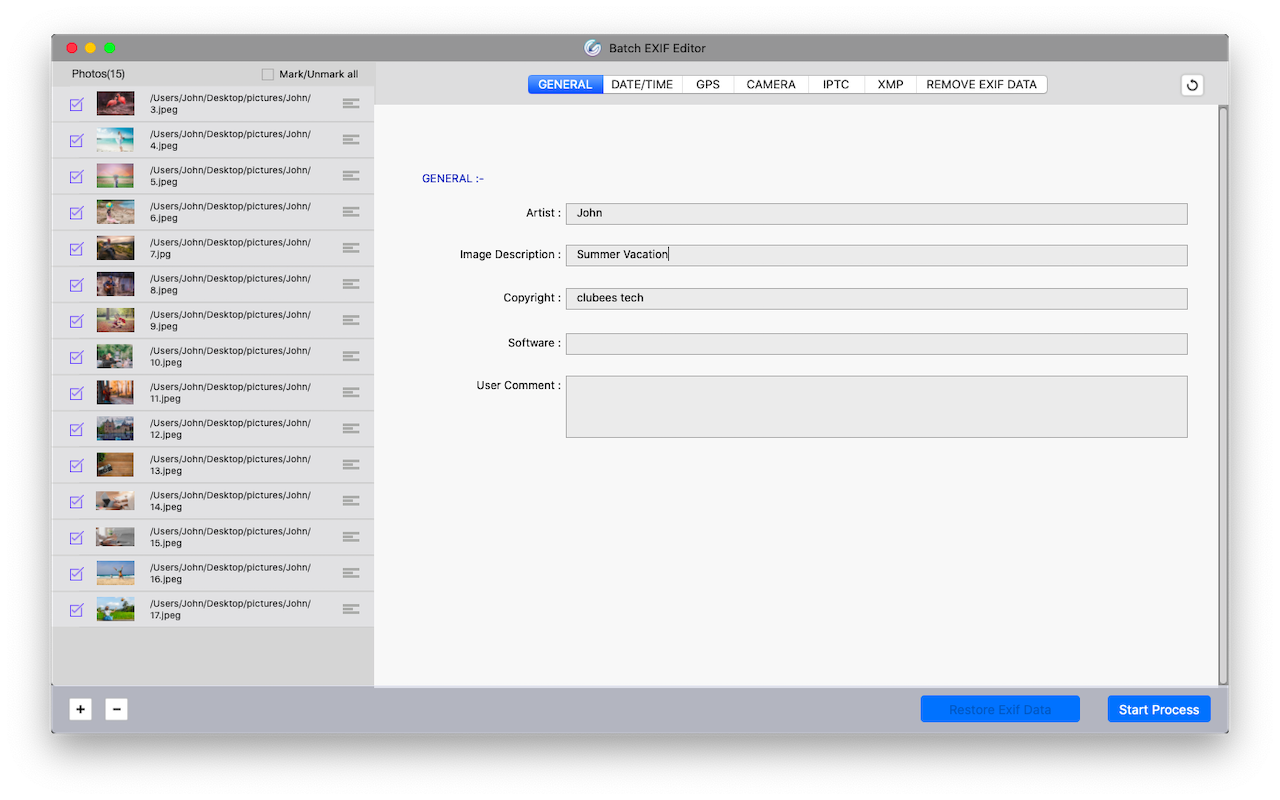 Batch EXIF Editor
Photos(15)
Mark/Unmark all
GENERAL
DATE/TIME
GPS
CAMERA
IPTC
XMP
REMOVE EXIF DATA
/Users/John/Desktop/pictures/John/
3.jpeg
/Users/John/Desktop/pictures/John/
4.jpeg
/Users/John/Desktop/pictures/John/
5.jpeg
/Users/John/Desktop/pictures/John/
6.jpeg
/Users/John/Desktop/pictures/John/
7.jpg
/Users/John/Desktop/pictures/John/
8.jpeg
/Users/John/Desktop/pictures/John/
9.jpeg
/Users/John/Desktop/pictures/John/
10.jpeg
/Users/John/Desktop/pictures/John/
11.jpeg
/Users/John/Desktop/pictures/John/
12.jpeg
/Users/John/Desktop/pictures/John/
13.jpeg
/Users/John/Desktop/pictures/John/
14.jpeg
/Users/John/Desktop/pictures/John/
15.jpeg
/Users/John/Desktop/pictures/John/
16.jpeg
/Users/John/Desktop/pictures/John/
17.jpeg
GENERAL :-
Artist : John
Image Description : Summer Vacation
Copyright : clubees tech
Software :
User Comment :
+
-
Restore Exif Data
Start Process